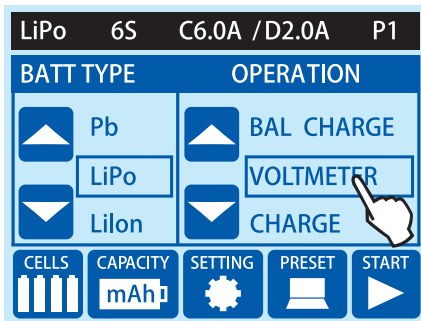 LiPo 6S C6.0A /D2.0A P1
BATT TYPE OPERATION
Pb BAL CHARGE
LiPo VOLTMETER
LiIon CHARGE
CELLS CAPACITY SETTING PRESET START
mAh